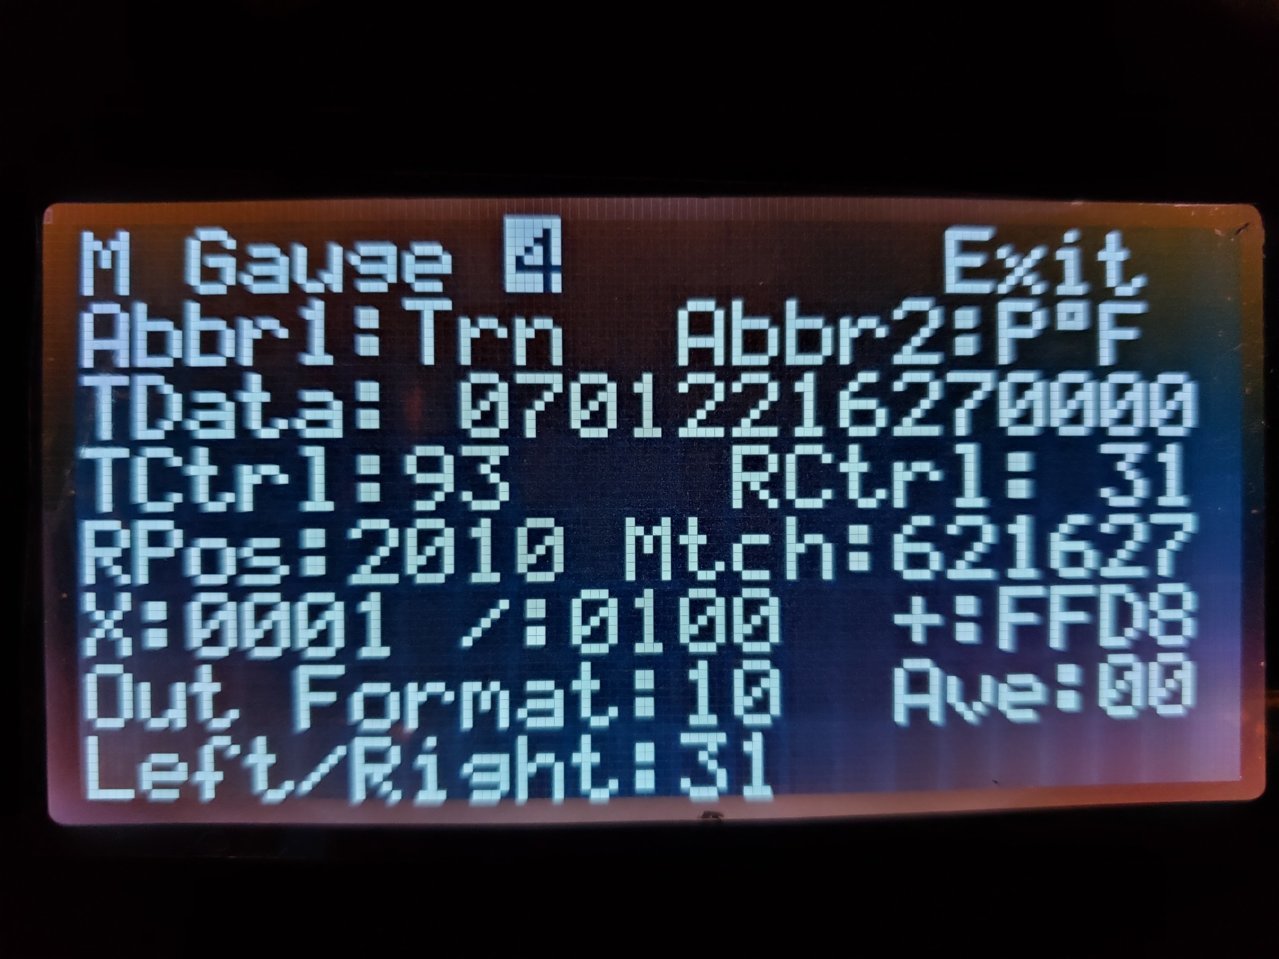 M Gauge 4 Exit
Abbr1:Trn Abbr2:P°F
TData: 07012216270000
TCtrl:93 RCtrl: 31
RPos:2010 Mtch:621627
X:0001 /:0100 +:FFD8
Out Format:10 Ave:00
Left/Right:31